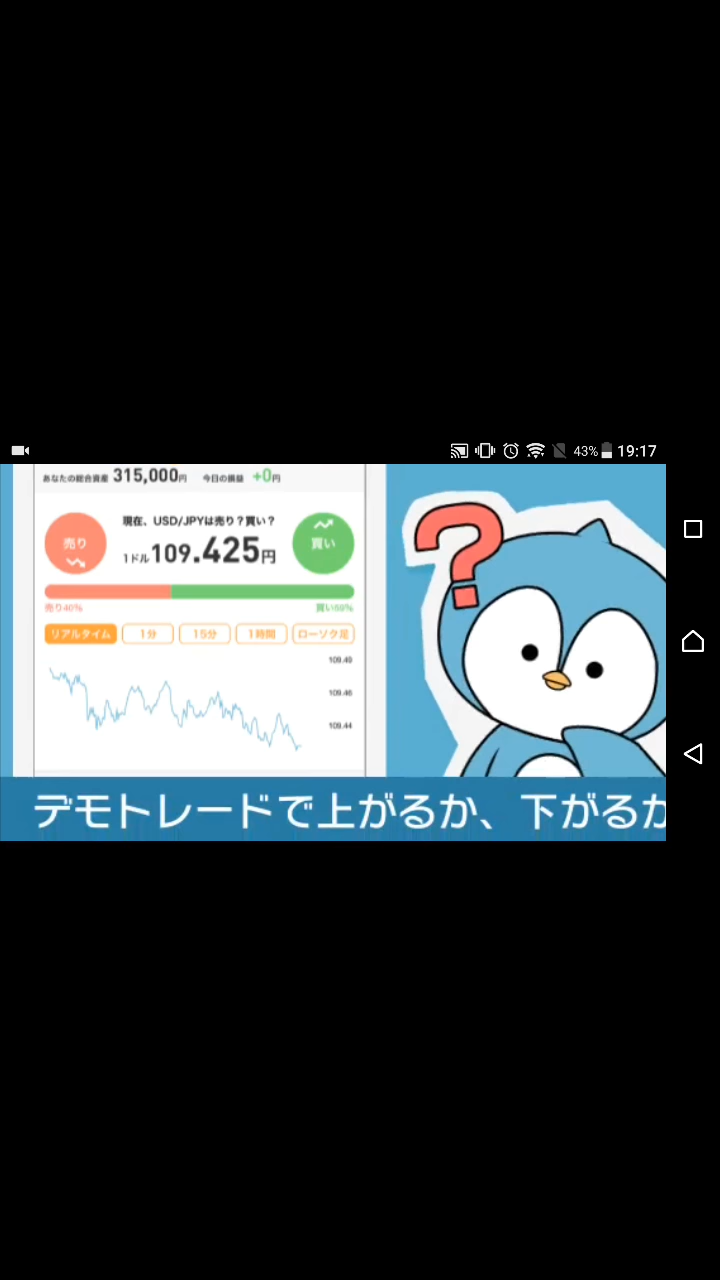 43% 19:17
あなたの総合資産 315,000円 今日の損益 +0円
現在、USD/JPYは売り?買い?
売り
1ドル109.425円
買い
売り40% 買い60%
リアルタイム 1分 15分 1時間 ローソク足
109.49
109.46
109.44
?
デモトレードで上がるか、下がるか